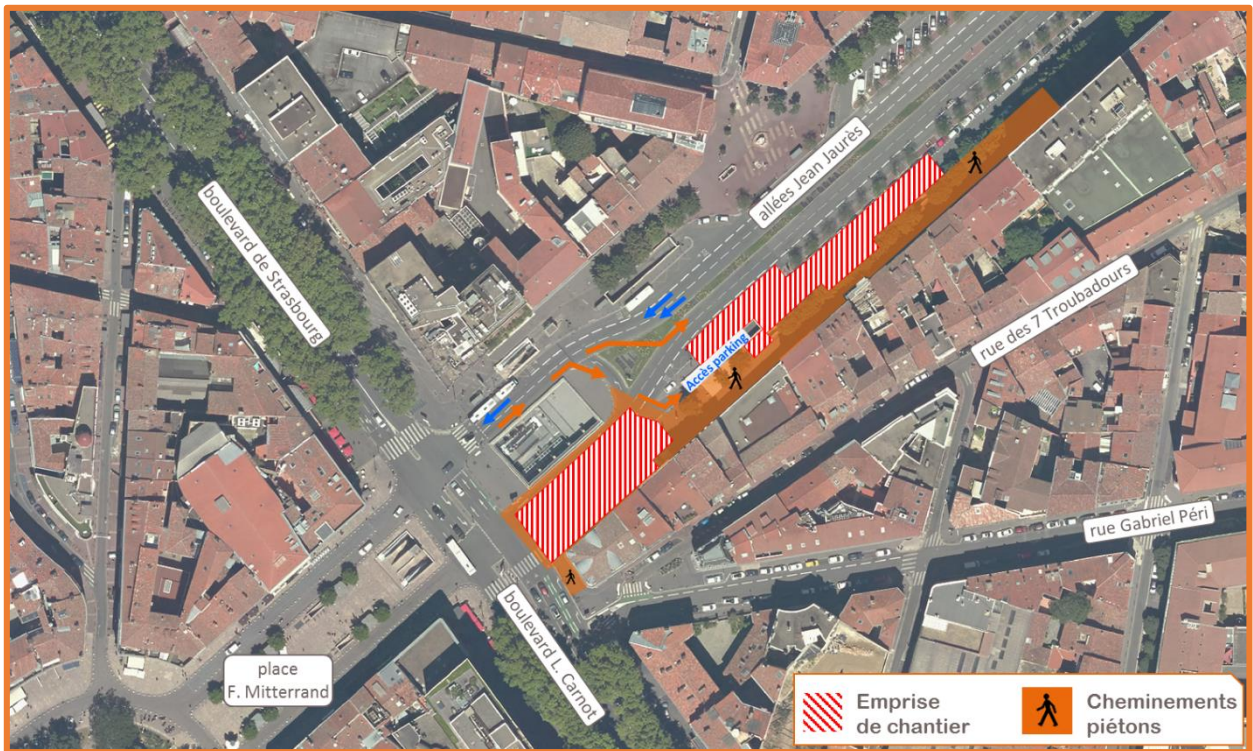 boulevard de Strasbourg
allées Jean Jaurès
rue des 7 Troubadours
Accès parking
rue Gabriel Péri
boulevard L. Carnot
place
F. Mitterrand
Emprise
de chantier
Cheminements
piétons